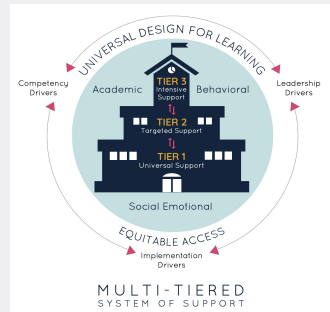 UNIVERSAL DESIGN FOR LEARNING
Competency
Drivers
Leadership
Drivers
Academic
Behavioral
TIER 3
Intensive
Support
TIER 2
Targeted Support
TIER 1
Universal Support
Social Emotional
EQUITABLE ACCESS
Implementation
Drivers
MULTI-TIERED
SYSTEM OF SUPPORT